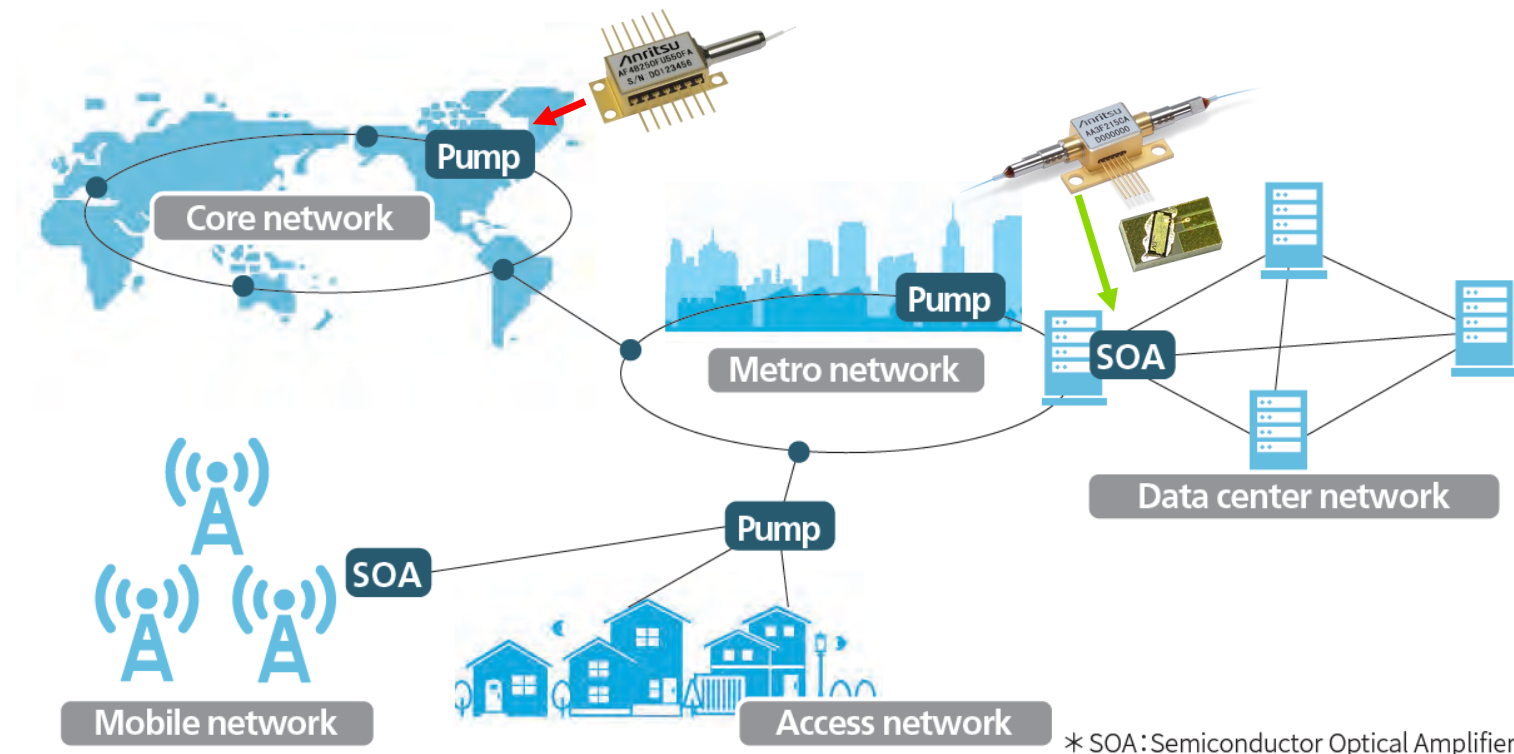 Anritsu
AF4B250FU550FA
S/N D0123456
Pump
Core network
Anritsu
AA3F215CA
D000000
Pump
SOA
Metro network
Data center network
Pump
SOA
Mobile network
Access network
＊SOA：Semiconductor Optical Amplifier